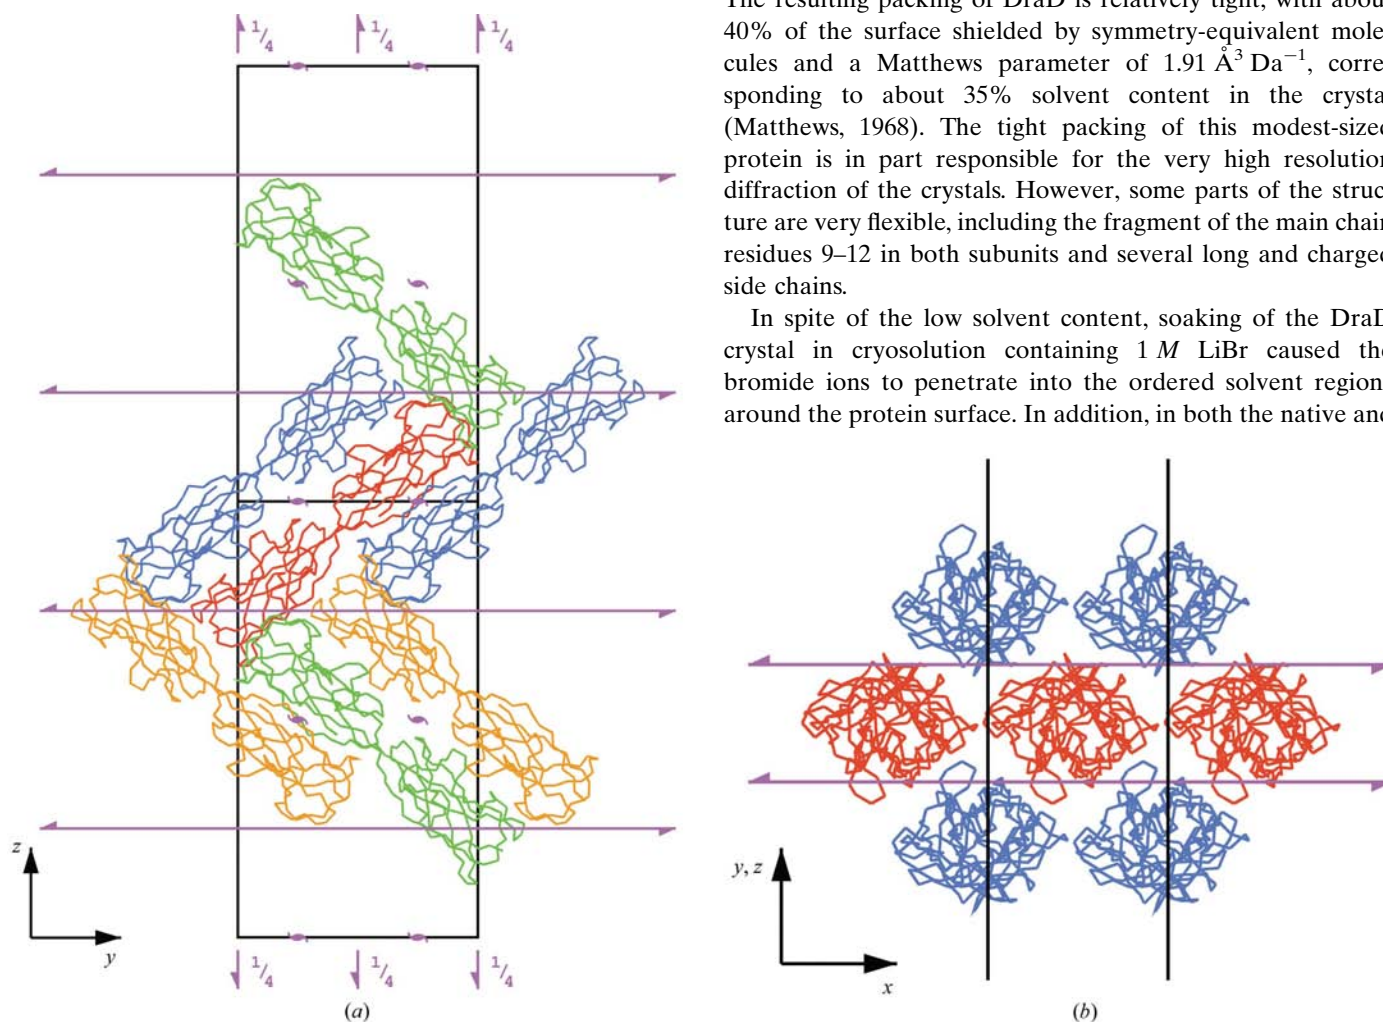 1/4 1/4 1/4
z
y
1/4 1/4 1/4
(a)
The resulting packing of DraD is relatively tight, with abou
40% of the surface shielded by symmetry-equivalent mole
cules and a Matthews parameter of 1.91 Å³ Da⁻¹, corre
sponding to about 35% solvent content in the crysta
(Matthews, 1968). The tight packing of this modest-sized
protein is in part responsible for the very high resolution
diffraction of the crystals. However, some parts of the struc
ture are very flexible, including the fragment of the main chain
residues 9–12 in both subunits and several long and charged
side chains.
In spite of the low solvent content, soaking of the DraD
crystal in cryosolution containing 1 M LiBr caused the
bromide ions to penetrate into the ordered solvent region
around the protein surface. In addition, in both the native and
y, z
x
(b)